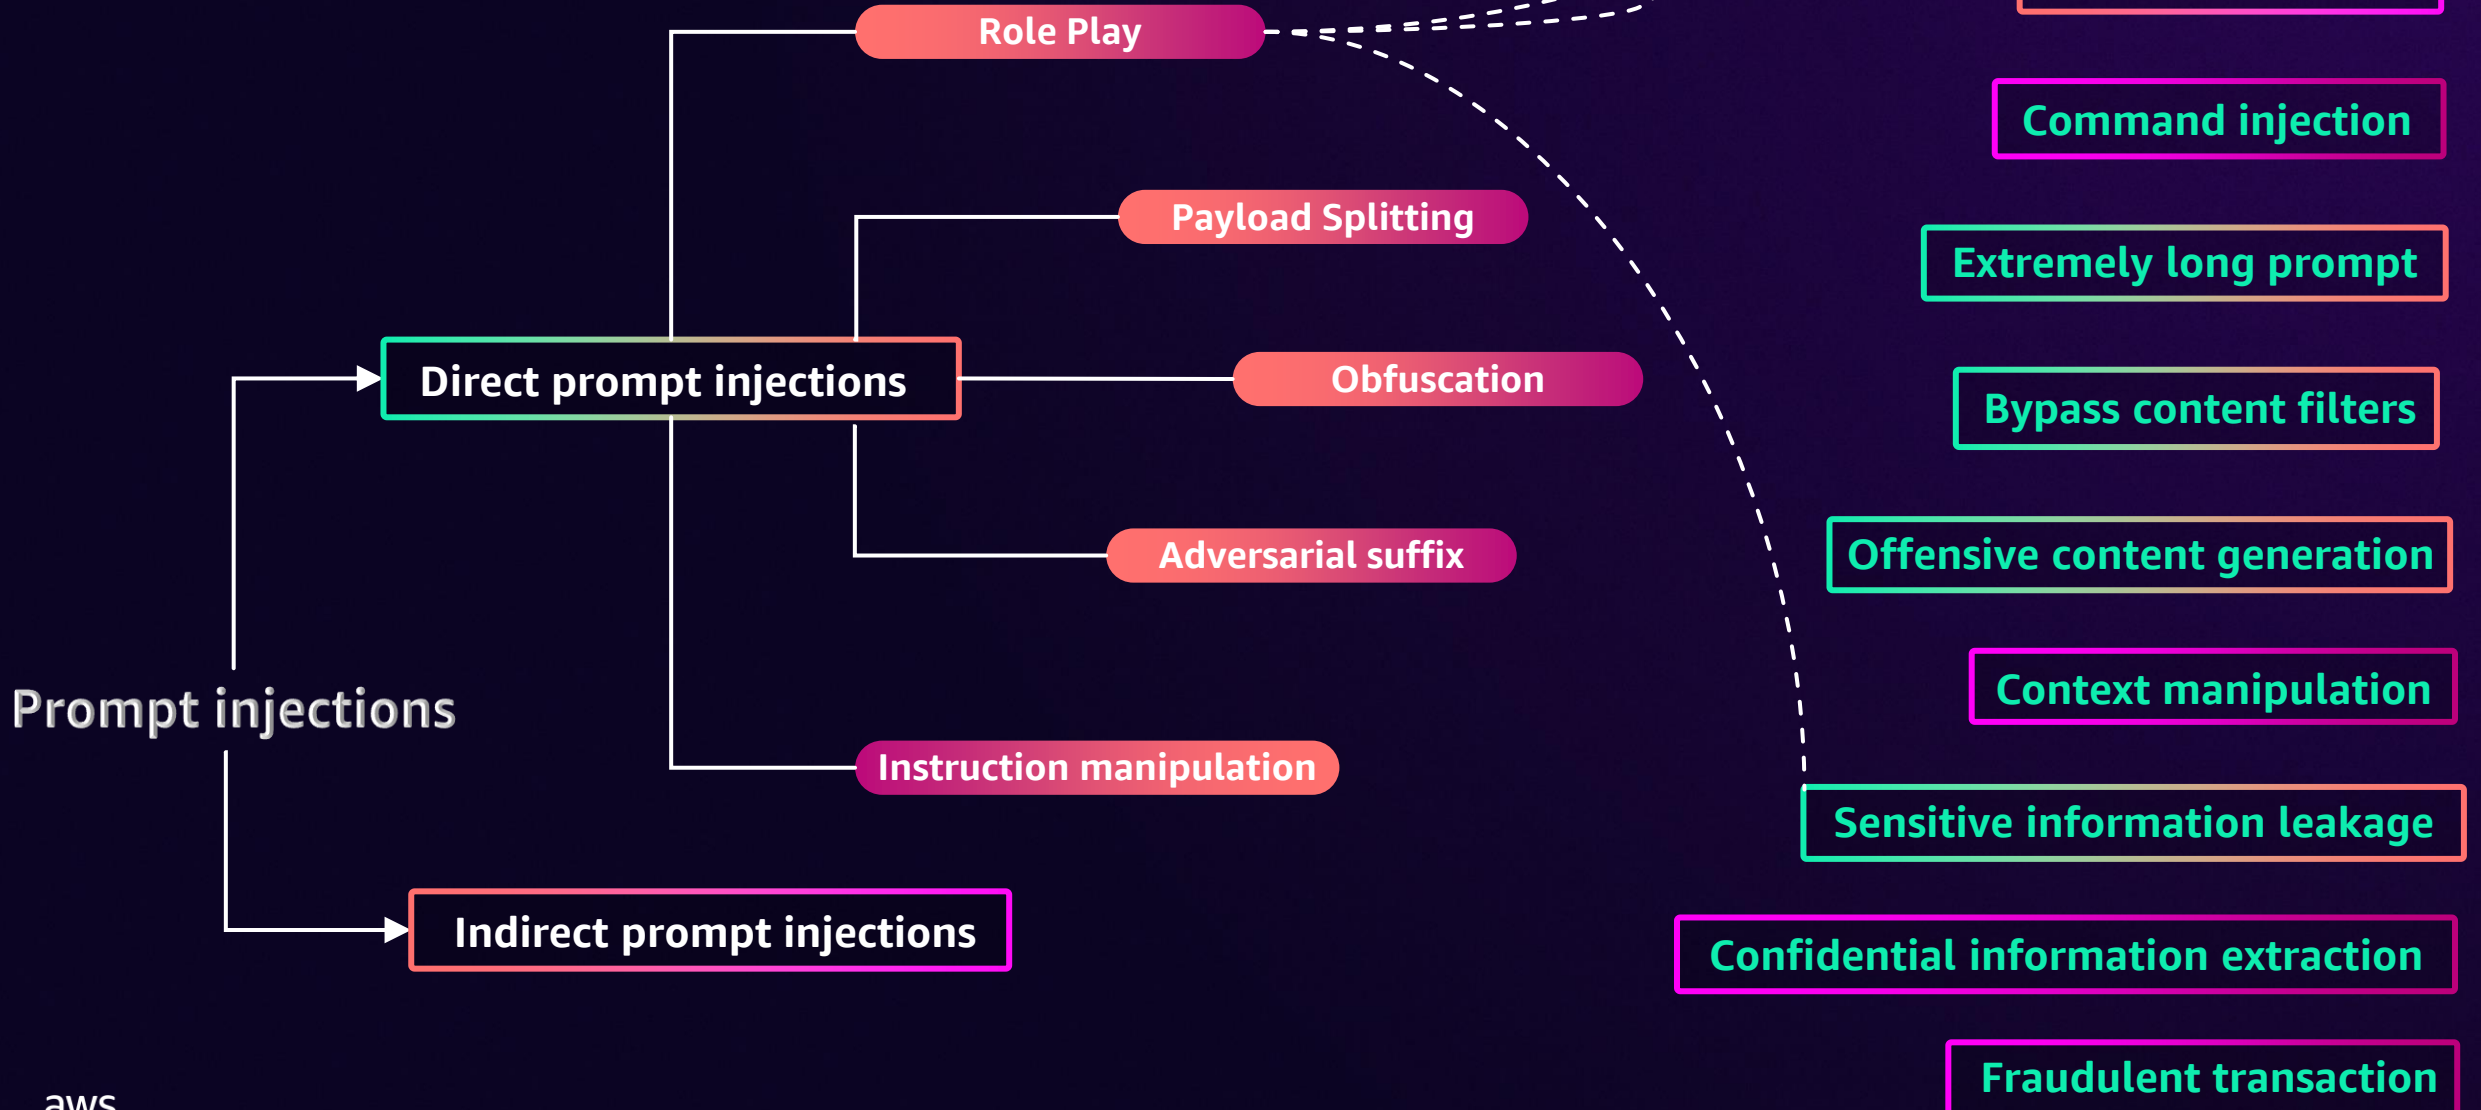 Role Play
Payload Splitting
Direct prompt injections
Obfuscation
Adversarial suffix
Prompt injections
Instruction manipulation
Indirect prompt injections
Command injection
Extremely long prompt
Bypass content filters
Offensive content generation
Context manipulation
Sensitive information leakage
Confidential information extraction
Fraudulent transaction
aws